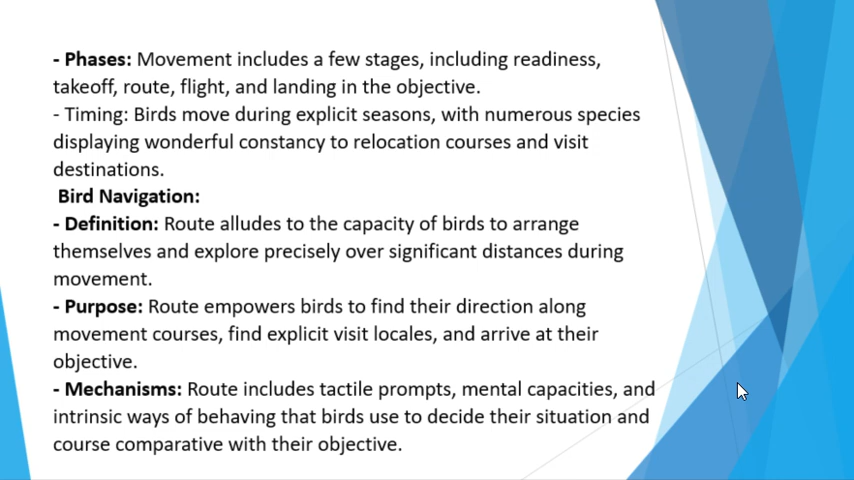 - Phases: Movement includes a few stages, including readiness,
takeoff, route, flight, and landing in the objective.
- Timing: Birds move during explicit seasons, with numerous species
displaying wonderful constancy to relocation courses and visit
destinations.
Bird Navigation:
- Definition: Route alludes to the capacity of birds to arrange
themselves and explore precisely over significant distances during
movement.
- Purpose: Route empowers birds to find their direction along
movement courses, find explicit visit locales, and arrive at their
objective.
- Mechanisms: Route includes tactile prompts, mental capacities, and
intrinsic ways of behaving that birds use to decide their situation and
course comparative with their objective.